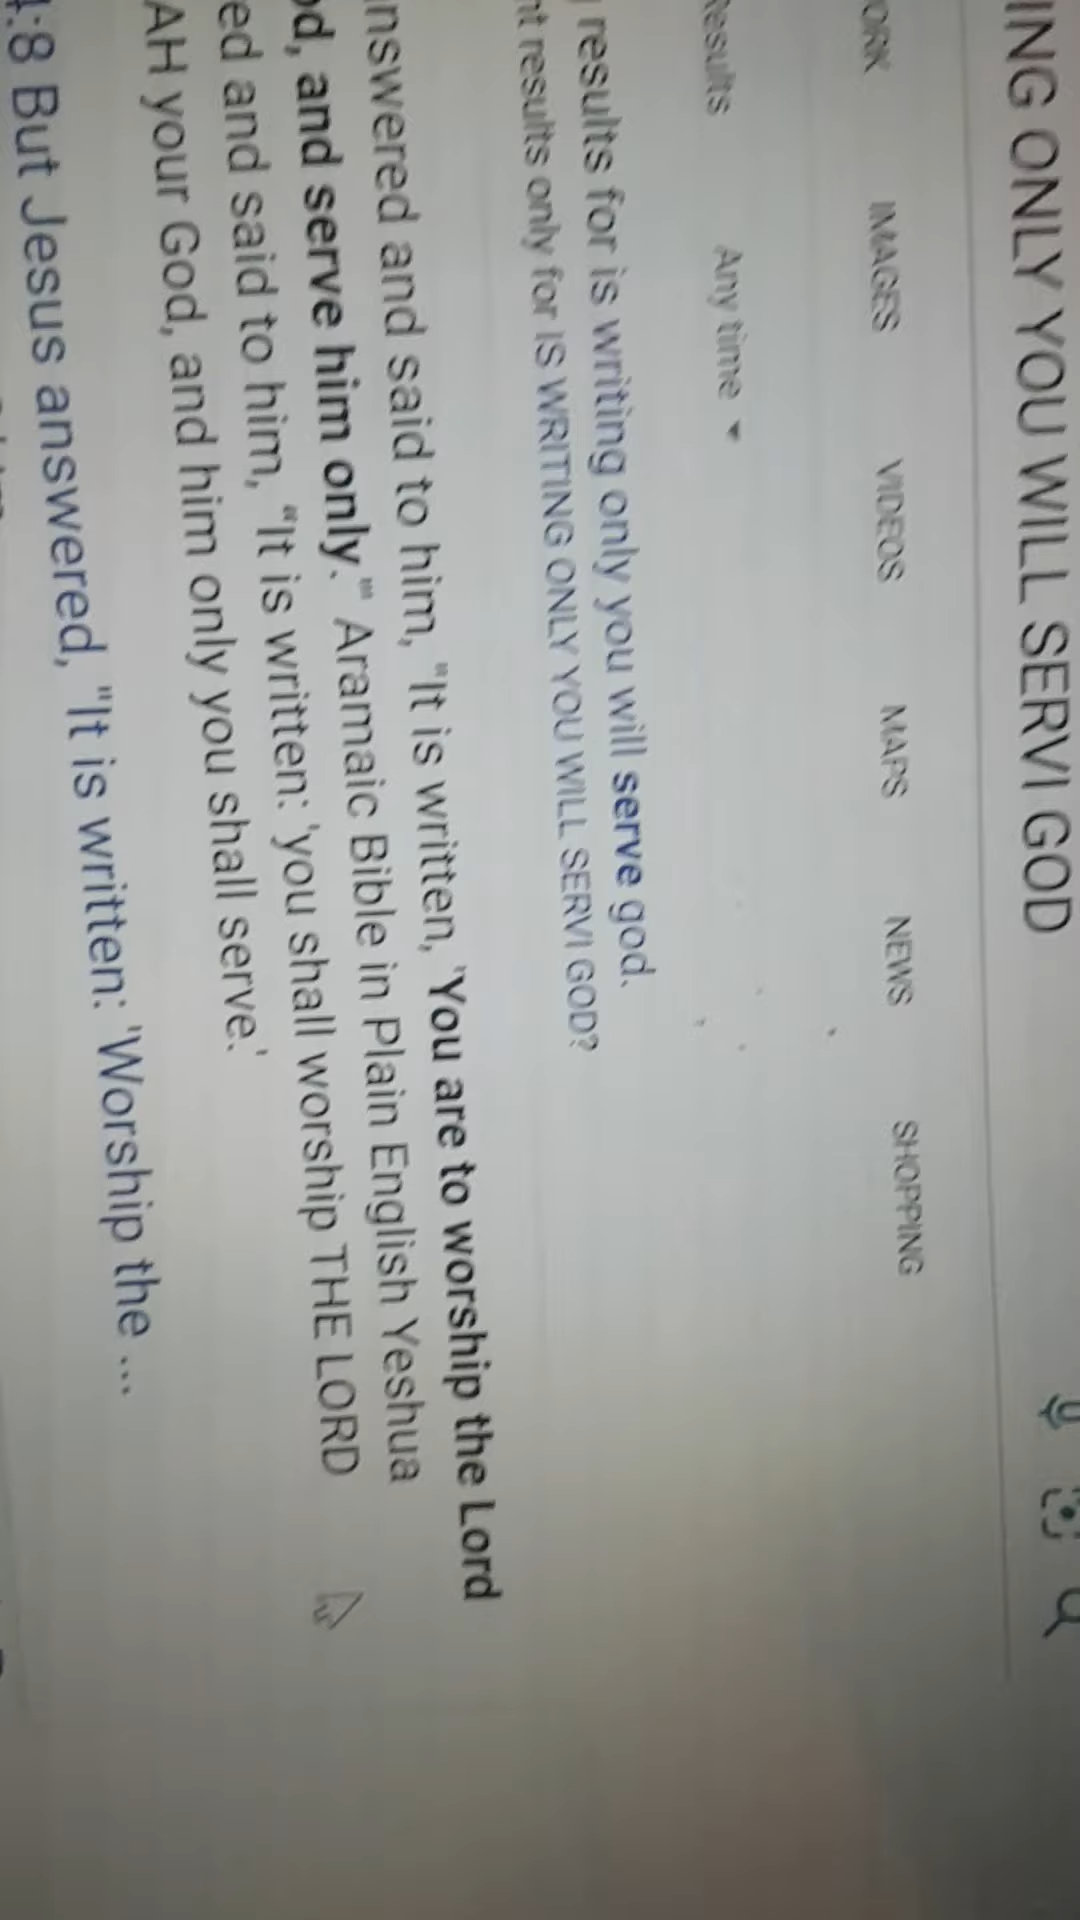 ING ONLY YOU WILL SERVI GOD
IMAGES VIDEOS MAPS NEWS SHOPPING
Results Any time
results for is writing only you will serve god.
results only for IS WRITING ONLY YOU WILL SERVI GOD?
nswered and said to him, "It is written, 'You are to worship the Lord
od, and serve him only.'" Aramaic Bible in Plain English Yeshua
ed and said to him, "It is written: 'you shall worship THE LORD
AH your God, and him only you shall serve.'
4:8 But Jesus answered, "It is written: 'Worship the ...